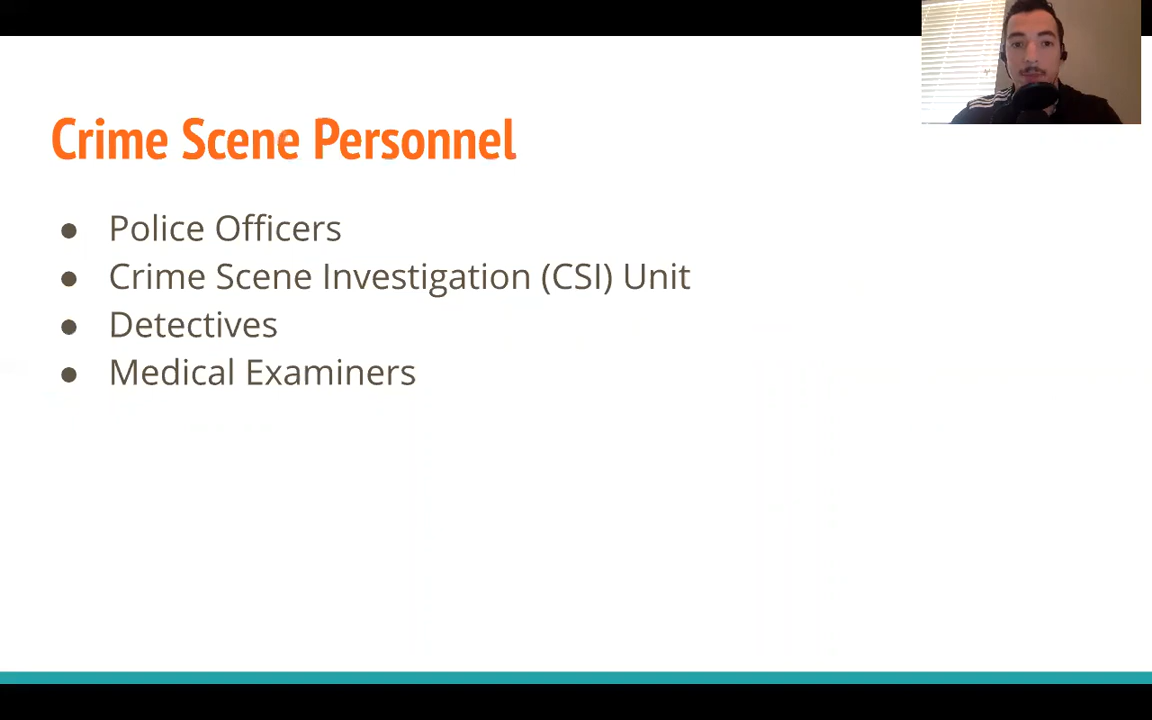 Crime Scene Personnel
● Police Officers
● Crime Scene Investigation (CSI) Unit
● Detectives
● Medical Examiners